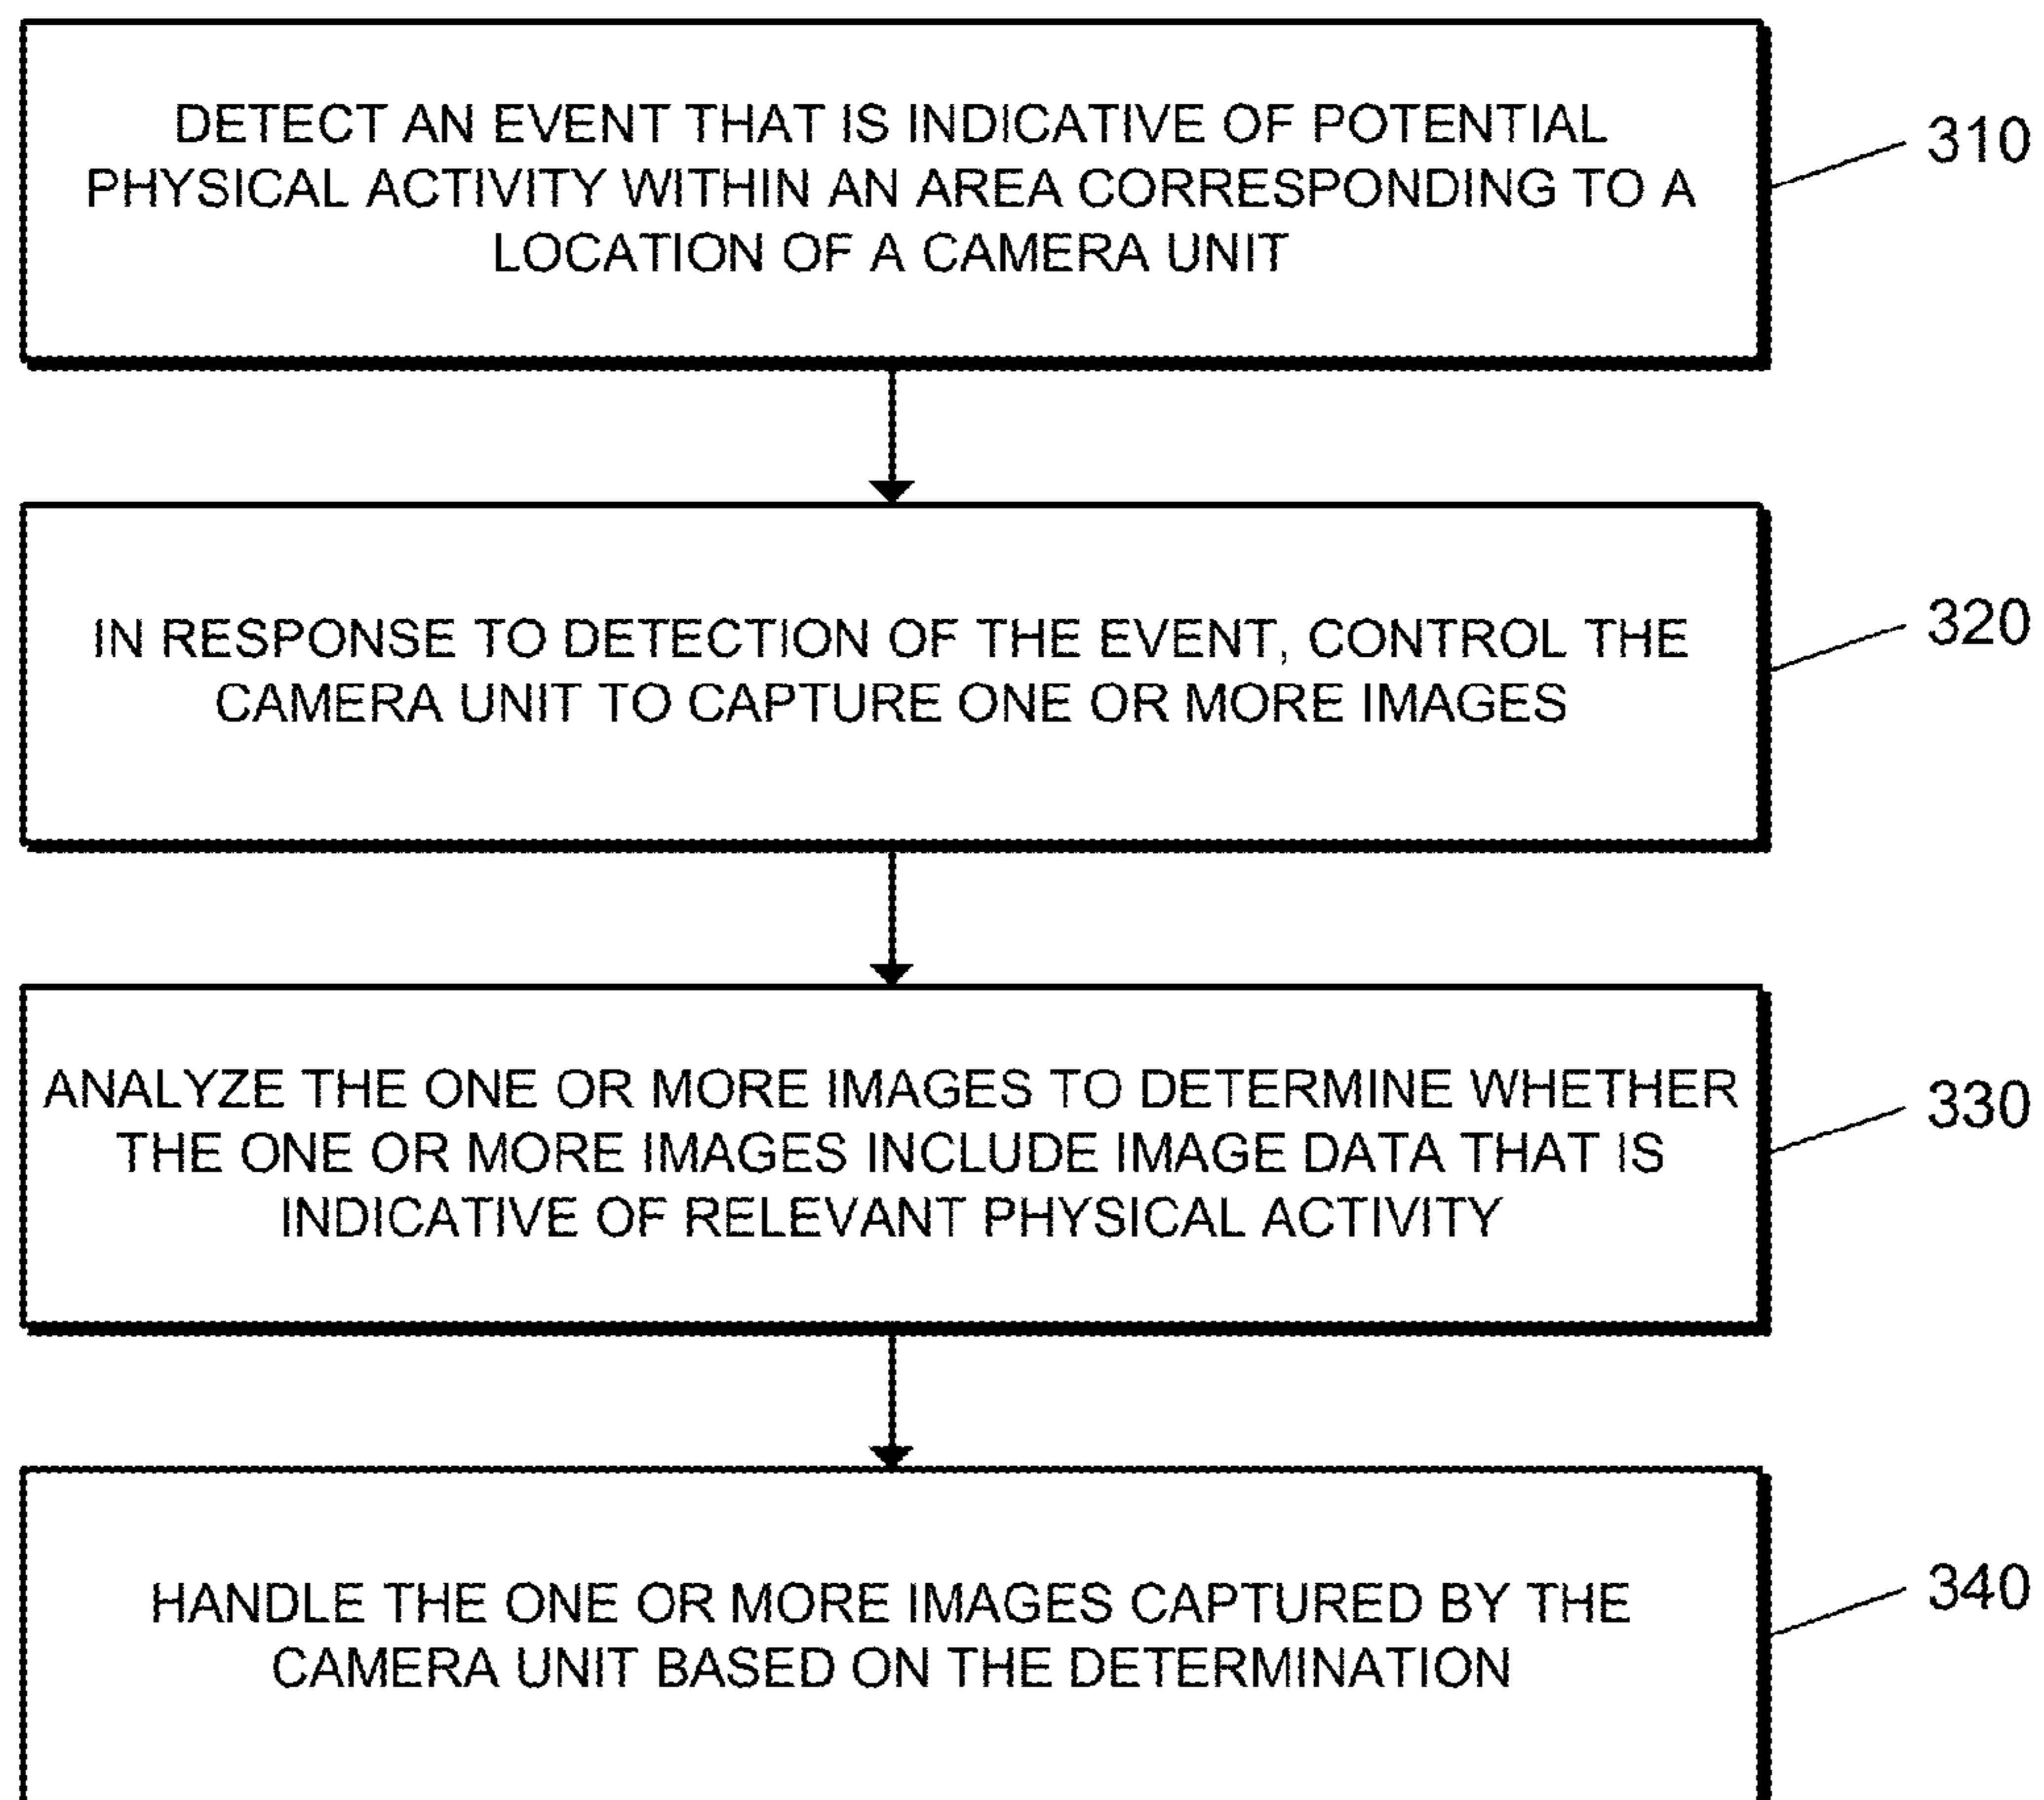 DETECT AN EVENT THAT IS INDICATIVE OF POTENTIAL
PHYSICAL ACTIVITY WITHIN AN AREA CORRESPONDING TO A
LOCATION OF A CAMERA UNIT
310
IN RESPONSE TO DETECTION OF THE EVENT, CONTROL THE
CAMERA UNIT TO CAPTURE ONE OR MORE IMAGES
320
ANALYZE THE ONE OR MORE IMAGES TO DETERMINE WHETHER
THE ONE OR MORE IMAGES INCLUDE IMAGE DATA THAT IS
INDICATIVE OF RELEVANT PHYSICAL ACTIVITY
330
HANDLE THE ONE OR MORE IMAGES CAPTURED BY THE
CAMERA UNIT BASED ON THE DETERMINATION
340